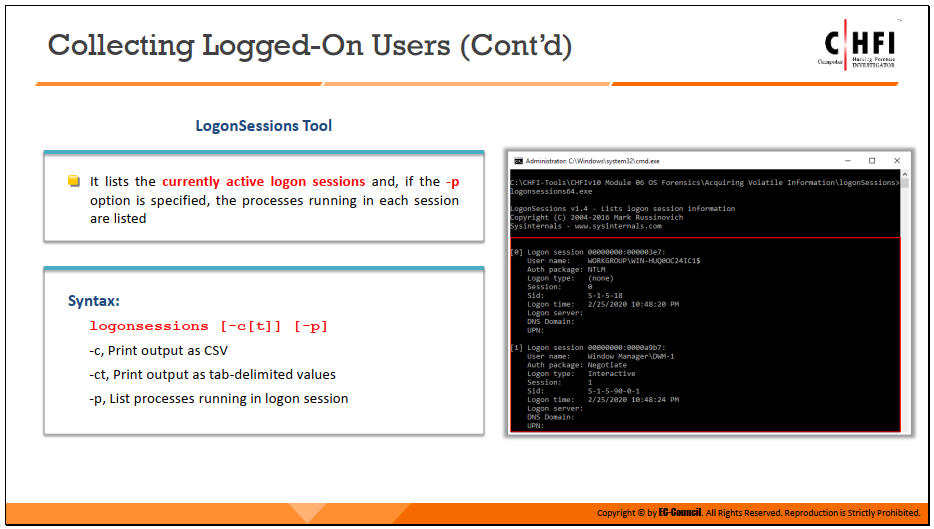 Collecting Logged-On Users (Cont'd)
CHFI
Computer Hacking Forensic
INVESTIGATOR
LogonSessions Tool
It lists the currently active logon sessions and, if the -p
option is specified, the processes running in each session
are listed
Syntax:
logonsessions [-c[t]] [-p]
-c, Print output as CSV
-ct, Print output as tab-delimited values
-p, List processes running in logon session
Administrator: C:\Windows\system32\cmd.exe
C:\CHFI-Tools\CHFIv10 Module 06 OS Forensics\Acquiring Volatile Information\logonSessions>
logonsessions64.exe
LogonSessions v1.4 - Lists logon session information
Copyright (C) 2004-2016 Mark Russinovich
Sysinternals - www.sysinternals.com
[0] Logon session 00000000:000003e7:
User name: WORKGROUP\WIN-HUQ0OC24IC1$
Auth package: NTLM
Logon type: (none)
Session: 0
Sid: S-1-5-18
Logon time: 2/25/2020 10:48:20 PM
Logon server:
DNS Domain:
UPN:
[1] Logon session 00000000:0000a9b7:
User name: Window Manager\DWM-1
Auth package: Negotiate
Logon type: Interactive
Session: 1
Sid: S-1-5-90-0-1
Logon time: 2/25/2020 10:48:24 PM
Logon server:
DNS Domain:
UPN:
Copyright © by EC-Council. All Rights Reserved. Reproduction is Strictly Prohibited.